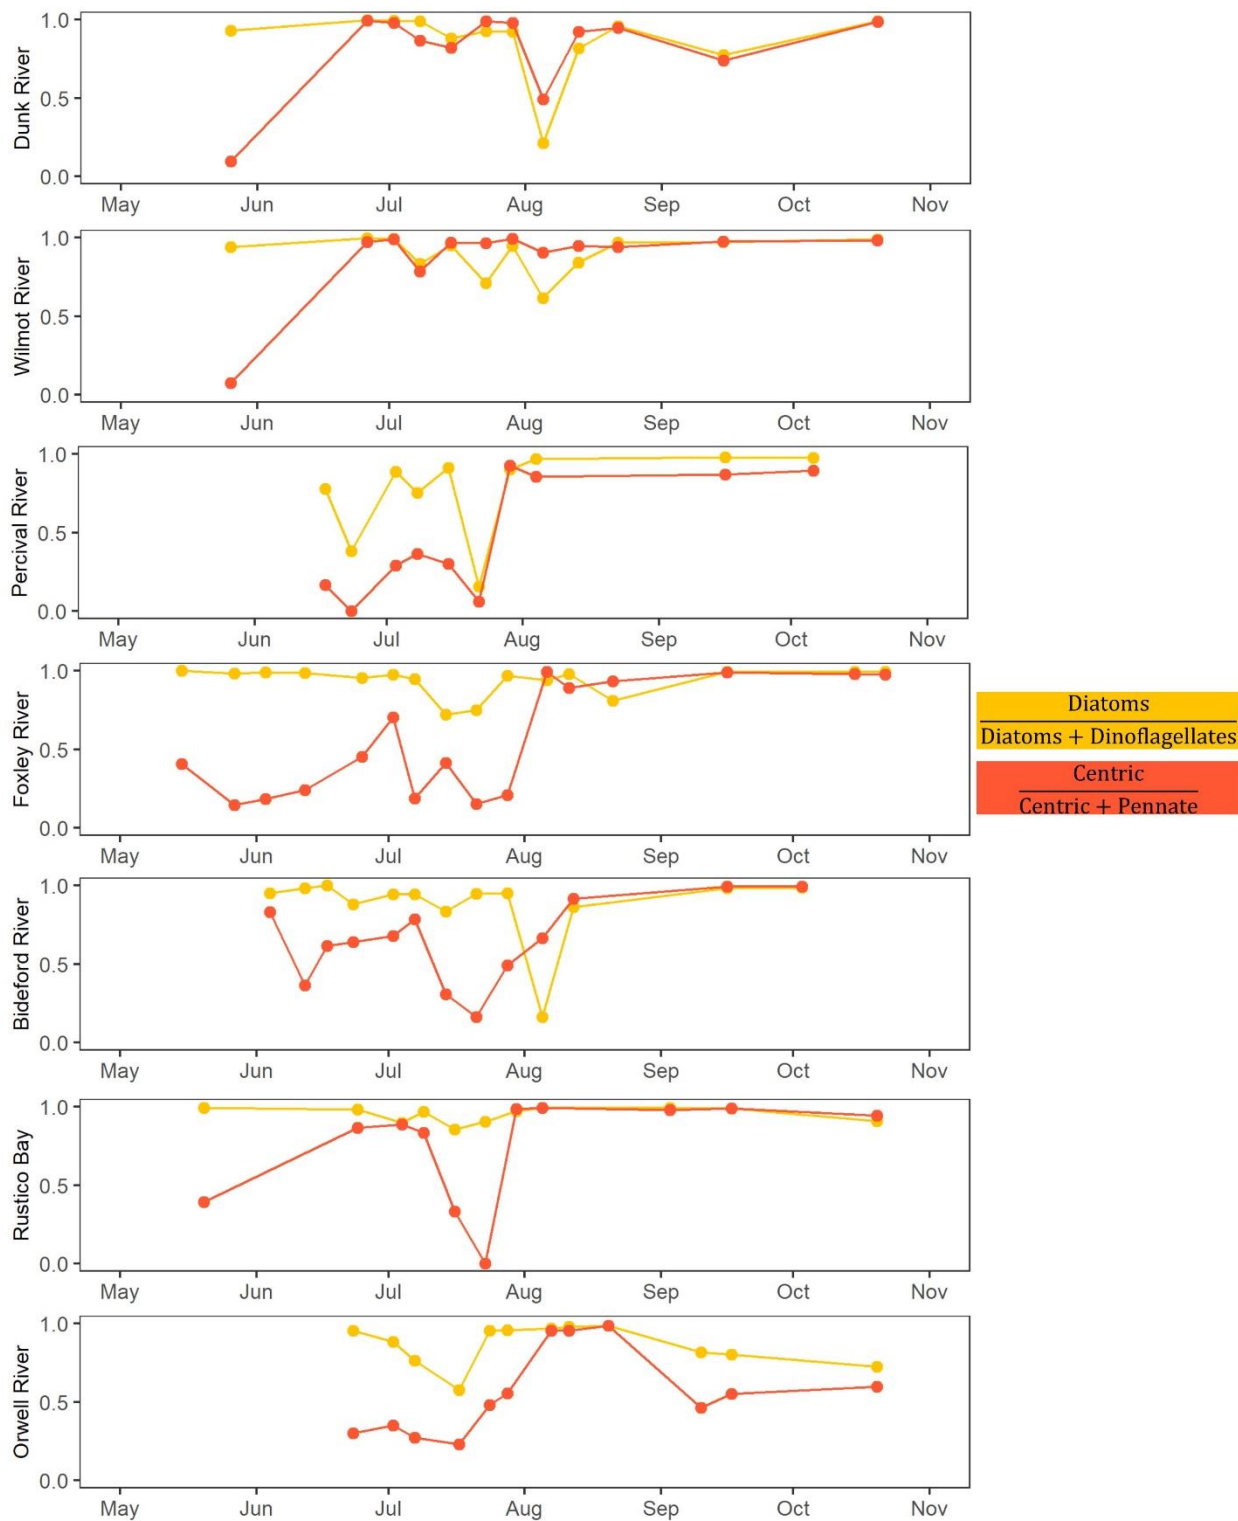 1.0
Dunk River
0.5
0.0
May Jun Jul Aug Sep Oct Nov
1.0
Wilmot River
0.5
0.0
May Jun Jul Aug Sep Oct Nov
1.0
Percival River
0.5
0.0
May Jun Jul Aug Sep Oct Nov
1.0
Foxley River
0.5
0.0
May Jun Jul Aug Sep Oct Nov
Diatoms
Diatoms + Dinoflagellates
Centric
Centric + Pennate
1.0
Bideford River
0.5
0.0
May Jun Jul Aug Sep Oct Nov
1.0
Rustico Bay
0.5
0.0
May Jun Jul Aug Sep Oct Nov
1.0
Orwell River
0.5
0.0
May Jun Jul Aug Sep Oct Nov